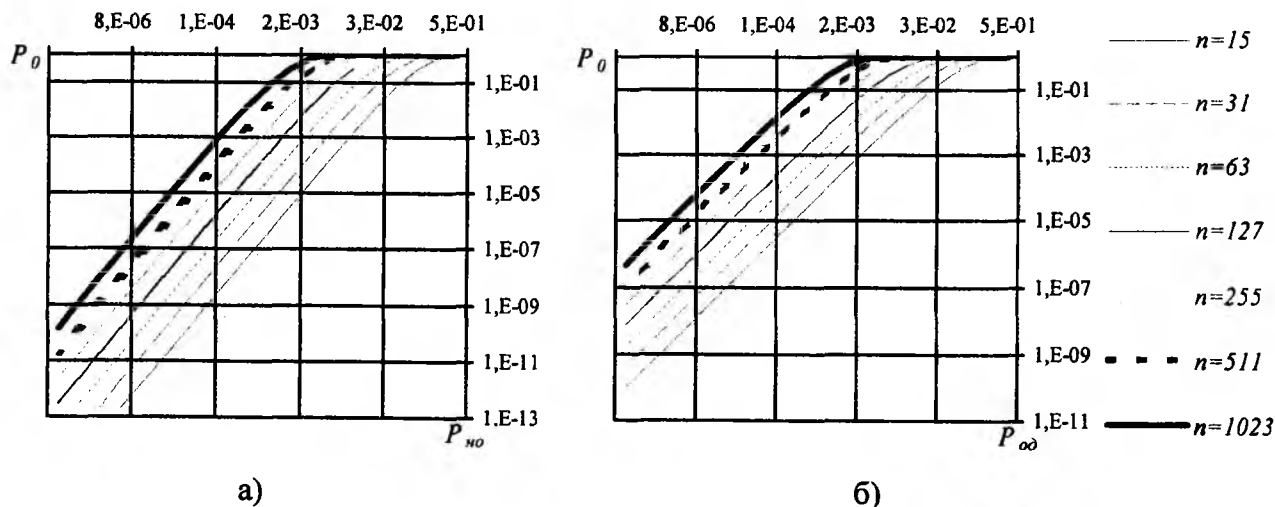 8,E-06 1,E-04 2,E-03 3,E-02 5,E-01
P₀
1,E-01
1,E-03
1,E-05
1,E-07
1,E-09
1,E-11
1,E-13
Pно
а)
8,E-06 1,E-04 2,E-03 3,E-02 5,E-01
P₀
1,E-01
1,E-03
1,E-05
1,E-07
1,E-09
1,E-11
Pод
б)
n=15
n=31
n=63
n=127
n=255
n=511
n=1023